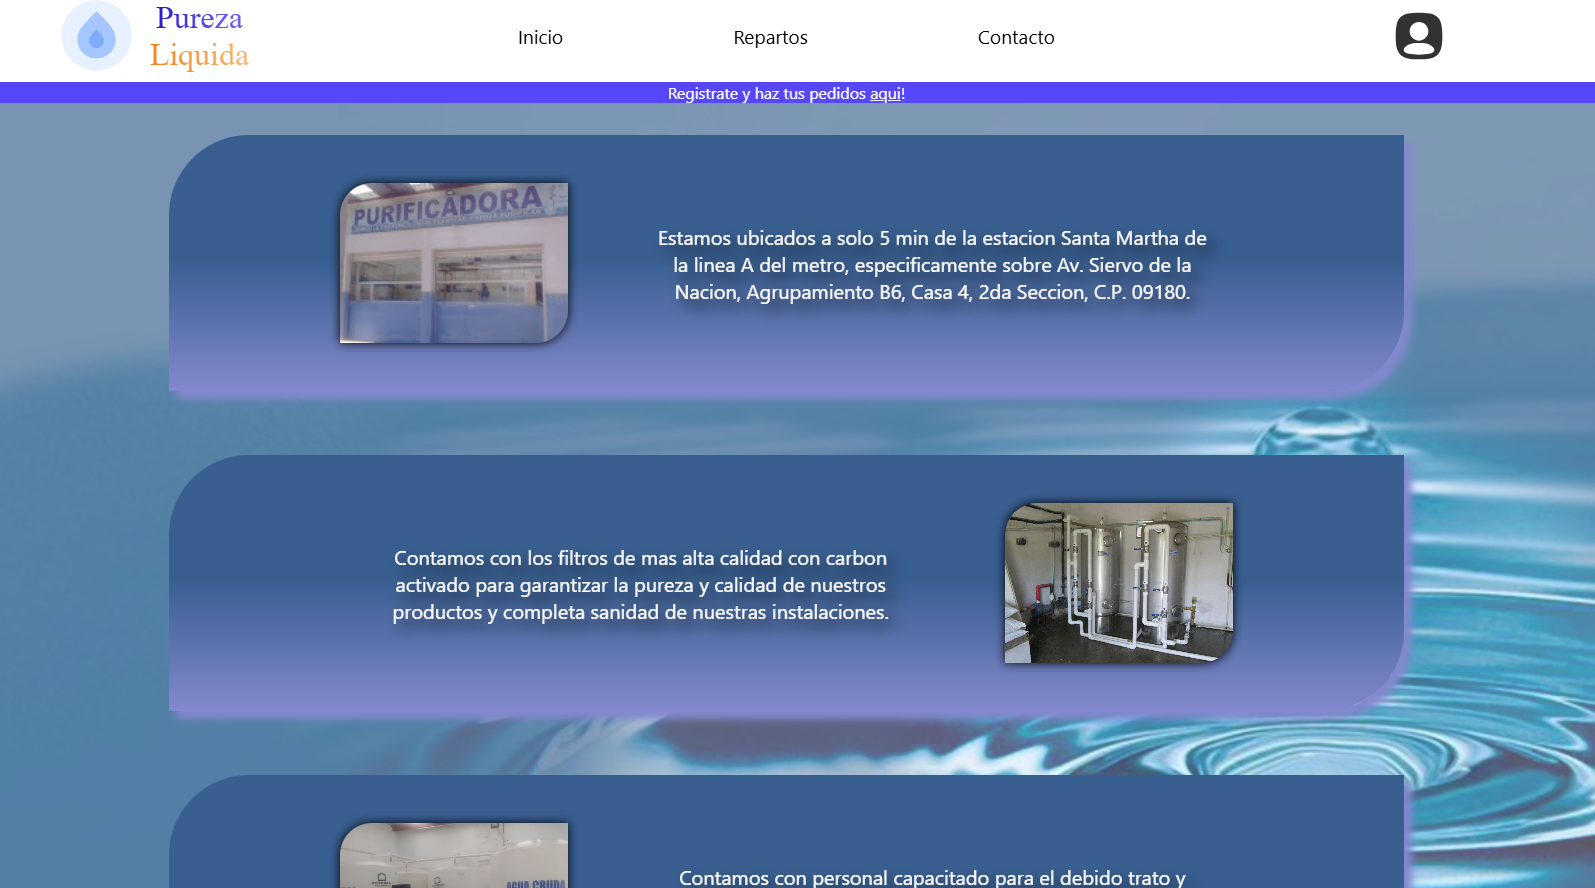 Pureza
Liquida
Inicio
Repartos
Contacto
Registrate y haz tus pedidos aqui!
PURIFICADORA
Estamos ubicados a solo 5 min de la estacion Santa Martha de
la linea A del metro, especificamente sobre Av. Siervo de la
Nacion, Agrupamiento B6, Casa 4, 2da Seccion, C.P. 09180.
Contamos con los filtros de mas alta calidad con carbon
activado para garantizar la pureza y calidad de nuestros
productos y completa sanidad de nuestras instalaciones.
AGUA CRUDA
Contamos con personal capacitado para el debido trato y